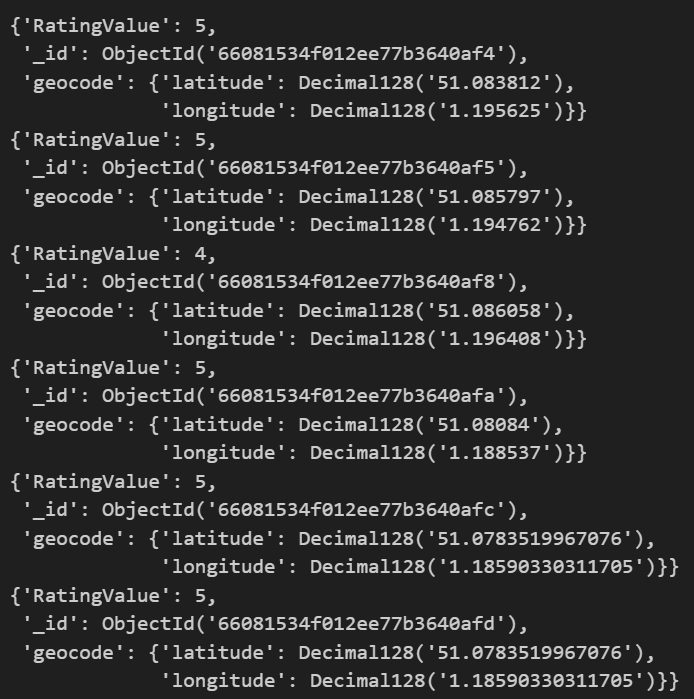 {'RatingValue': 5,
 '_id': ObjectId('66081534f012ee77b3640af4'),
 'geocode': {'latitude': Decimal128('51.083812'),
             'longitude': Decimal128('1.195625')}}
{'RatingValue': 5,
 '_id': ObjectId('66081534f012ee77b3640af5'),
 'geocode': {'latitude': Decimal128('51.085797'),
             'longitude': Decimal128('1.194762')}}
{'RatingValue': 4,
 '_id': ObjectId('66081534f012ee77b3640af8'),
 'geocode': {'latitude': Decimal128('51.086058'),
             'longitude': Decimal128('1.196408')}}
{'RatingValue': 5,
 '_id': ObjectId('66081534f012ee77b3640afa'),
 'geocode': {'latitude': Decimal128('51.08084'),
             'longitude': Decimal128('1.188537')}}
{'RatingValue': 5,
 '_id': ObjectId('66081534f012ee77b3640afc'),
 'geocode': {'latitude': Decimal128('51.0783519967076'),
             'longitude': Decimal128('1.18590330311705')}}
{'RatingValue': 5,
 '_id': ObjectId('66081534f012ee77b3640afd'),
 'geocode': {'latitude': Decimal128('51.0783519967076'),
             'longitude': Decimal128('1.18590330311705')}}